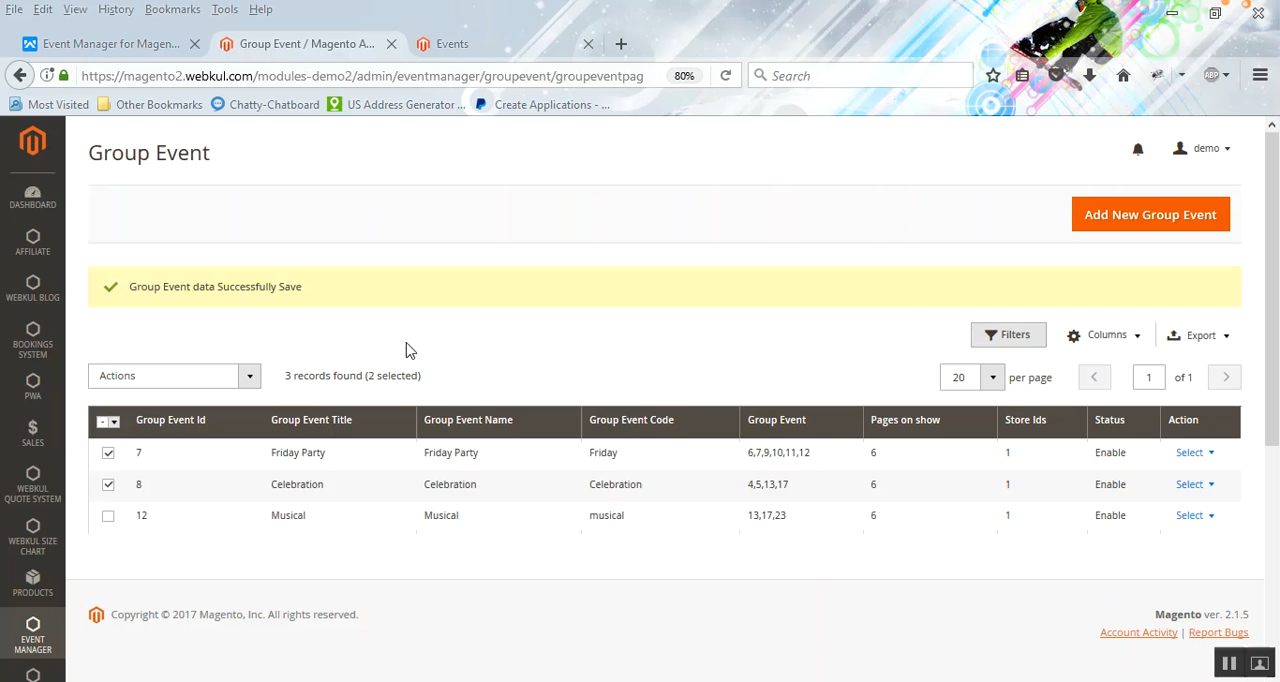 File Edit View History Bookmarks Tools Help
Event Manager for Magen... Group Event / Magento A... Events
https://magento2.webkul.com/ 80% Search
Most Visited Other Bookmarks Chatty-Chatboard US Address Generator ... Create Applications - ...
Group Event
demo
Add New Group Event
Group Event data Successfully Save
Filters Columns Export
Actions 3 records found (2 selected) 20 per page 1 of 1
Group Event Id Group Event Title Group Event Name Group Event Code Group Event Pages on show Store Ids Status Action
7 Friday Party Friday Party Friday 6,7,9,10,11,12 6 1 Enable Select
8 Celebration Celebration Celebration 4,5,13,17 6 1 Enable Select
12 Musical Musical musical 13,17,23 6 1 Enable Select
Copyright © 2017 Magento, Inc. All rights reserved.
Magento ver. 2.1.5
Account Activity | Report Bugs
DASHBOARD
AFFILIATE
WEBKUL BLOG
BOOKINGS
SYSTEM
PWA
SALES
WEBKUL
QUOTE SYSTEM
WEBKUL SIZE
CHART
PRODUCTS
EVENT
MANAGER
ABP